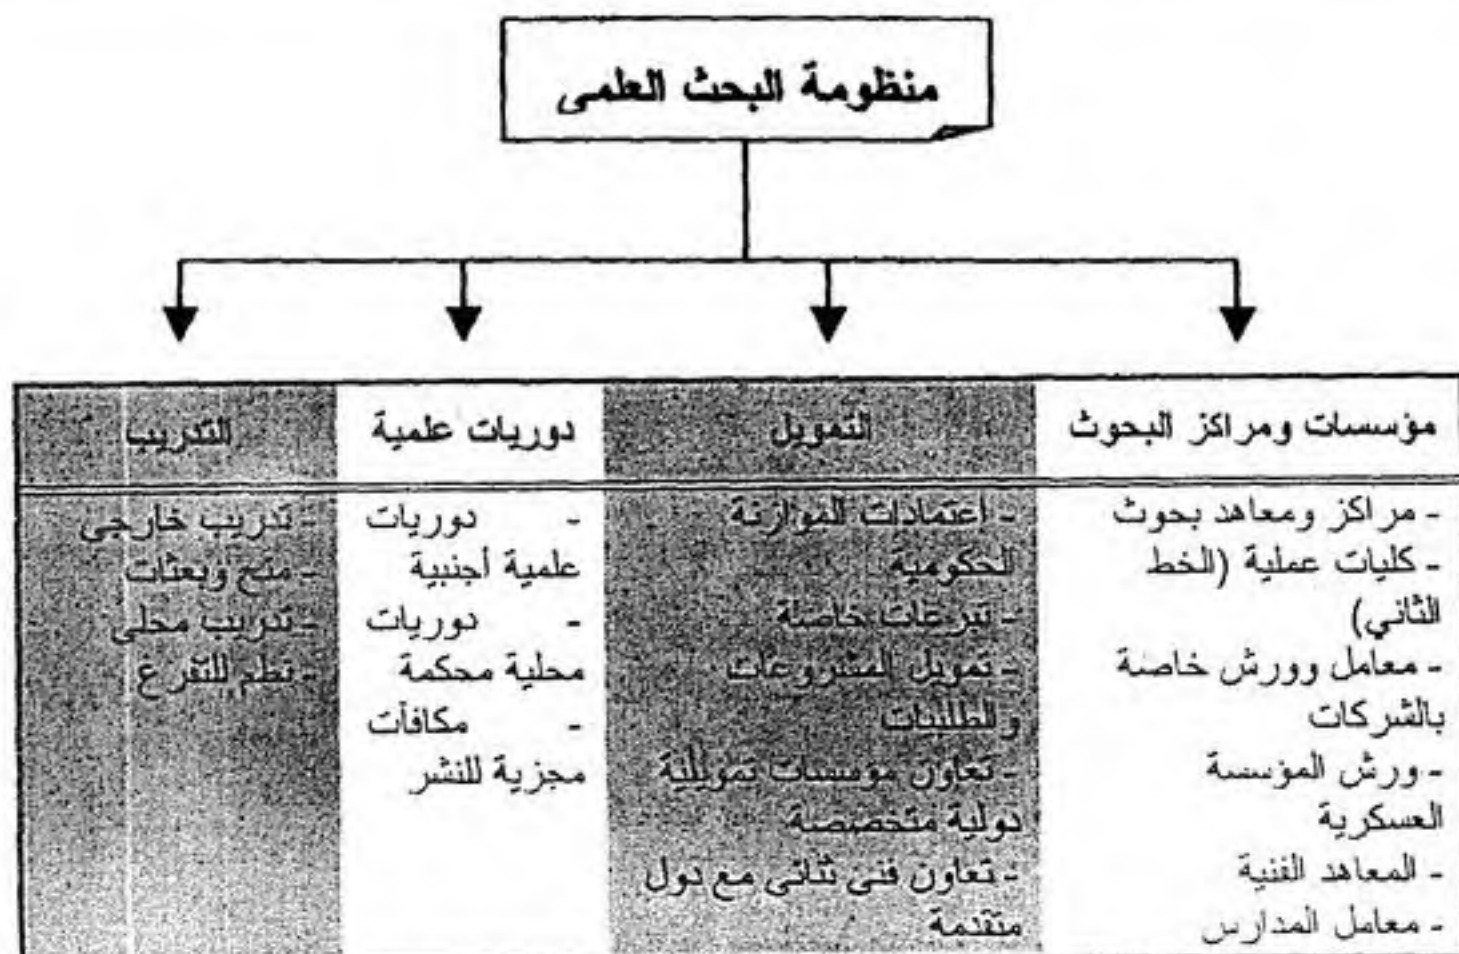 منظومة البحث العلمى
مؤسسات ومراكز البحوث
- مراكز ومعاهد بحوث
- كليات عملية (الخط
الثاني)
- معامل وورش خاصة
بالشركات
- ورش المؤسسة
العسكرية
- المعاهد الفنية
- معامل المدارس
التمويل
- اعتمادات الموازنة
الحكومية
- تبرعات خاصة
- تمويل المشروعات
والطلبيات
- تعاون مؤسسات تمويلية
دولية متخصصة
- تعاون فنى ثنائى مع دول
متقدمة
دوريات علمية
- دوريات
علمية أجنبية
- دوريات
محلية محكمة
- مكافآت
مجزية للنشر
التدريب
- تدريب خارجى
- منح وبعثات
- تدريب محلى
- نظم للتفرغ